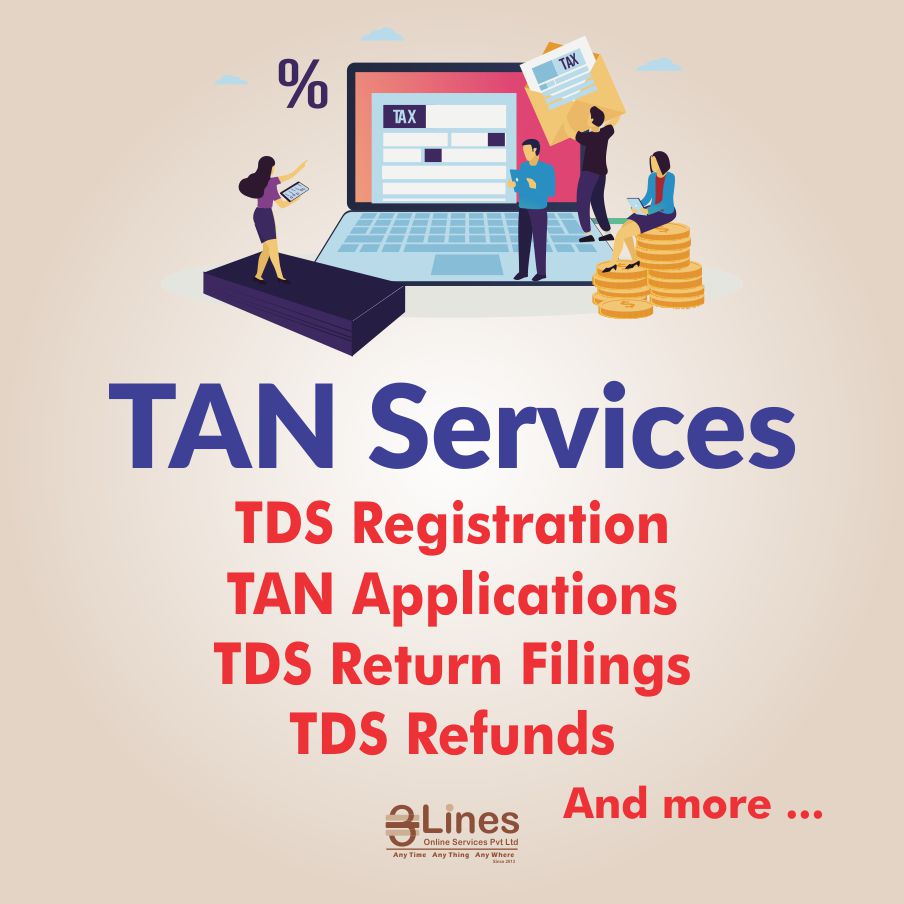 %
TAX
TAX
TAN Services
TDS Registration
TAN Applications
TDS Return Filings
TDS Refunds
And more ...
3Lines
Online Services Pvt Ltd
Any Time Any Thing Any Where
Since 2013